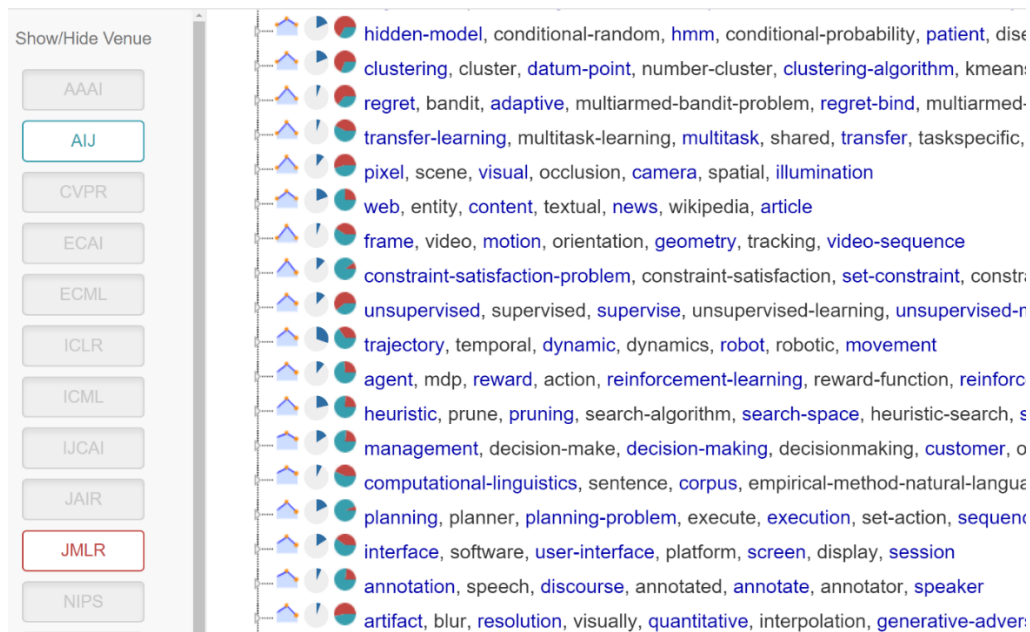 Show/Hide Venue
AAAI
AIJ
CVPR
ECAI
ECML
ICLR
ICML
IJCAI
JAIR
JMLR
NIPS
hidden-model, conditional-random, hmm, conditional-probability, patient, dise
clustering, cluster, datum-point, number-cluster, clustering-algorithm, kmeans
regret, bandit, adaptive, multiarmed-bandit-problem, regret-bind, multiarmed-
transfer-learning, multitask-learning, multitask, shared, transfer, taskspecific,
pixel, scene, visual, occlusion, camera, spatial, illumination
web, entity, content, textual, news, wikipedia, article
frame, video, motion, orientation, geometry, tracking, video-sequence
constraint-satisfaction-problem, constraint-satisfaction, set-constraint, constra
unsupervised, supervised, supervise, unsupervised-learning, unsupervised-m
trajectory, temporal, dynamic, dynamics, robot, robotic, movement
agent, mdp, reward, action, reinforcement-learning, reward-function, reinforce
heuristic, prune, pruning, search-algorithm, search-space, heuristic-search, s
management, decision-make, decision-making, decisionmaking, customer, o
computational-linguistics, sentence, corpus, empirical-method-natural-langua
planning, planner, planning-problem, execute, execution, set-action, sequenc
interface, software, user-interface, platform, screen, display, session
annotation, speech, discourse, annotated, annotate, annotator, speaker
artifact, blur, resolution, visually, quantitative, interpolation, generative-advers